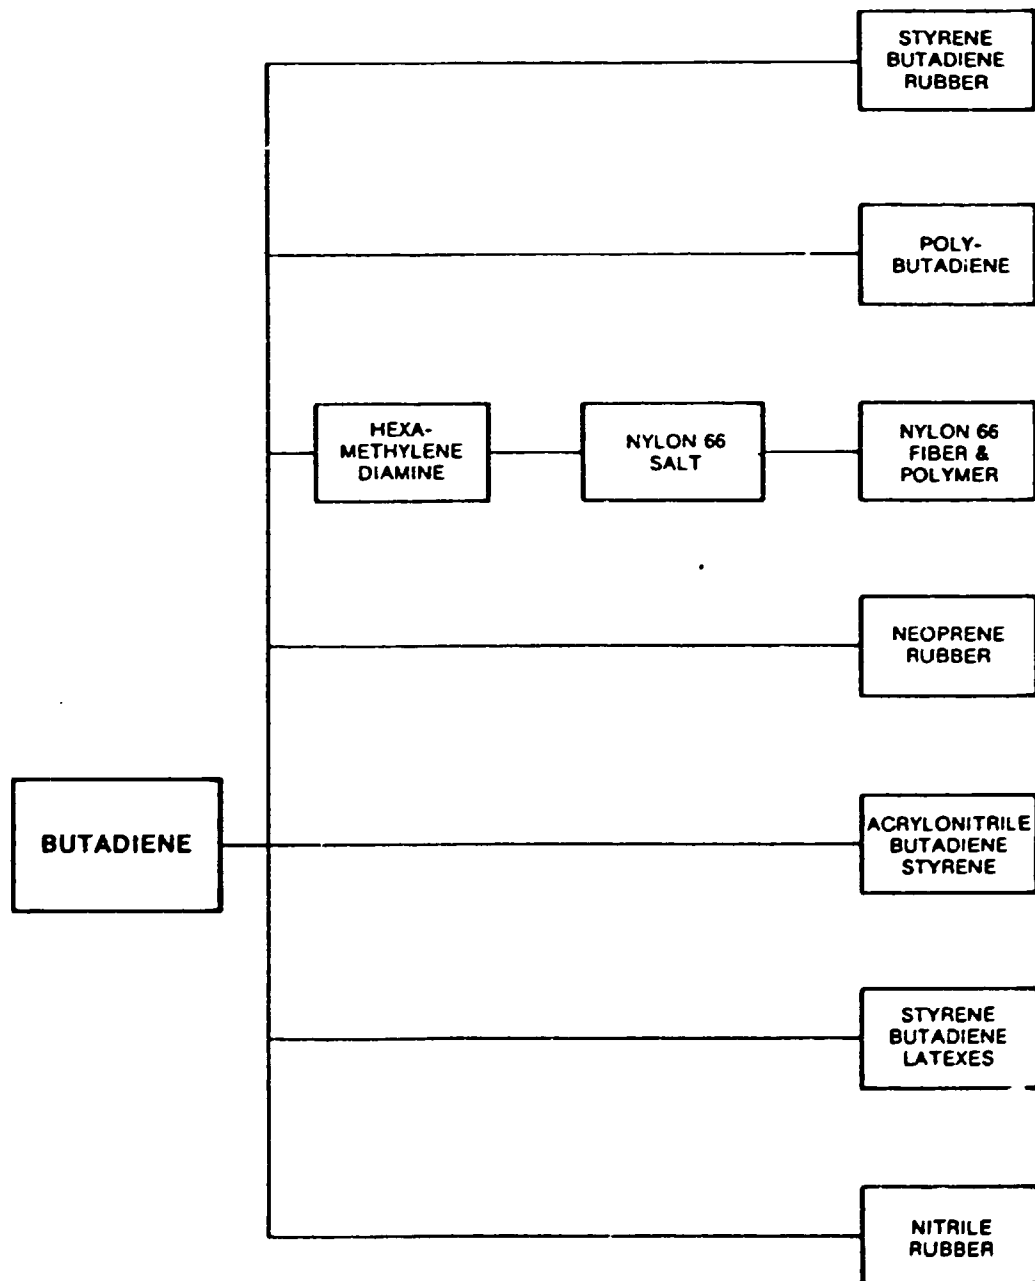 STYRENE
BUTADIENE
RUBBER
POLY-
BUTADIENE
HEXA-
METHYLENE
DIAMINE
NYLON 66
SALT
NYLON 66
FIBER &
POLYMER
NEOPRENE
RUBBER
BUTADIENE
ACRYLONITRILE
BUTADIENE
STYRENE
STYRENE
BUTADIENE
LATEXES
NITRILE
RUBBER